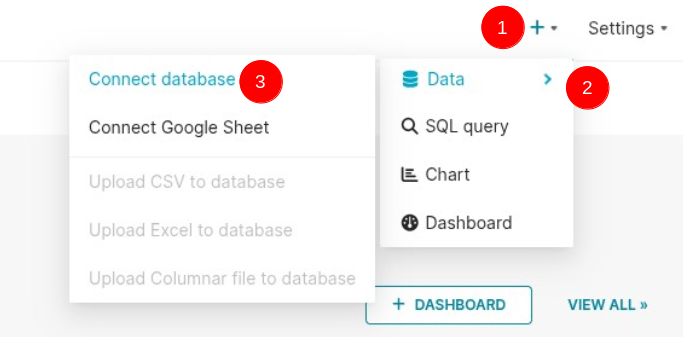 1 + Settings
Connect database 3
Data > 2
Connect Google Sheet
SQL query
Upload CSV to database
Chart
Upload Excel to database
Dashboard
Upload Columnar file to database
+ DASHBOARD
VIEW ALL »